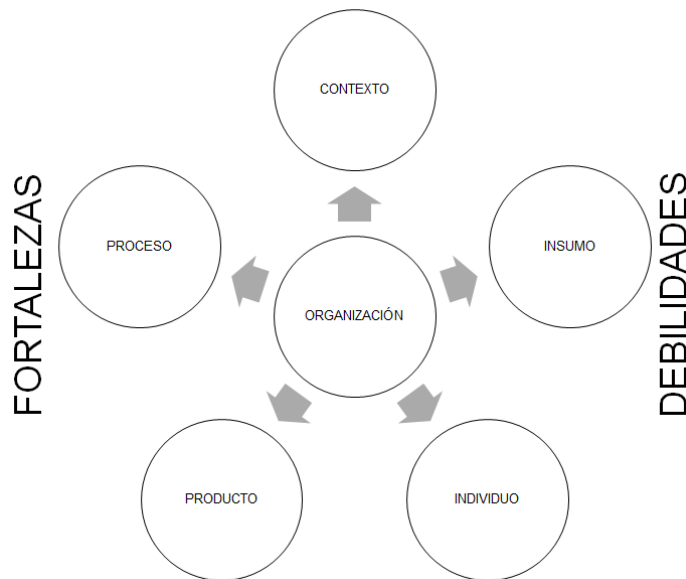 CONTEXTO
FORTALEZAS
PROCESO
INSUMO
DEBILIDADES
ORGANIZACIÓN
PRODUCTO
INDIVIDUO